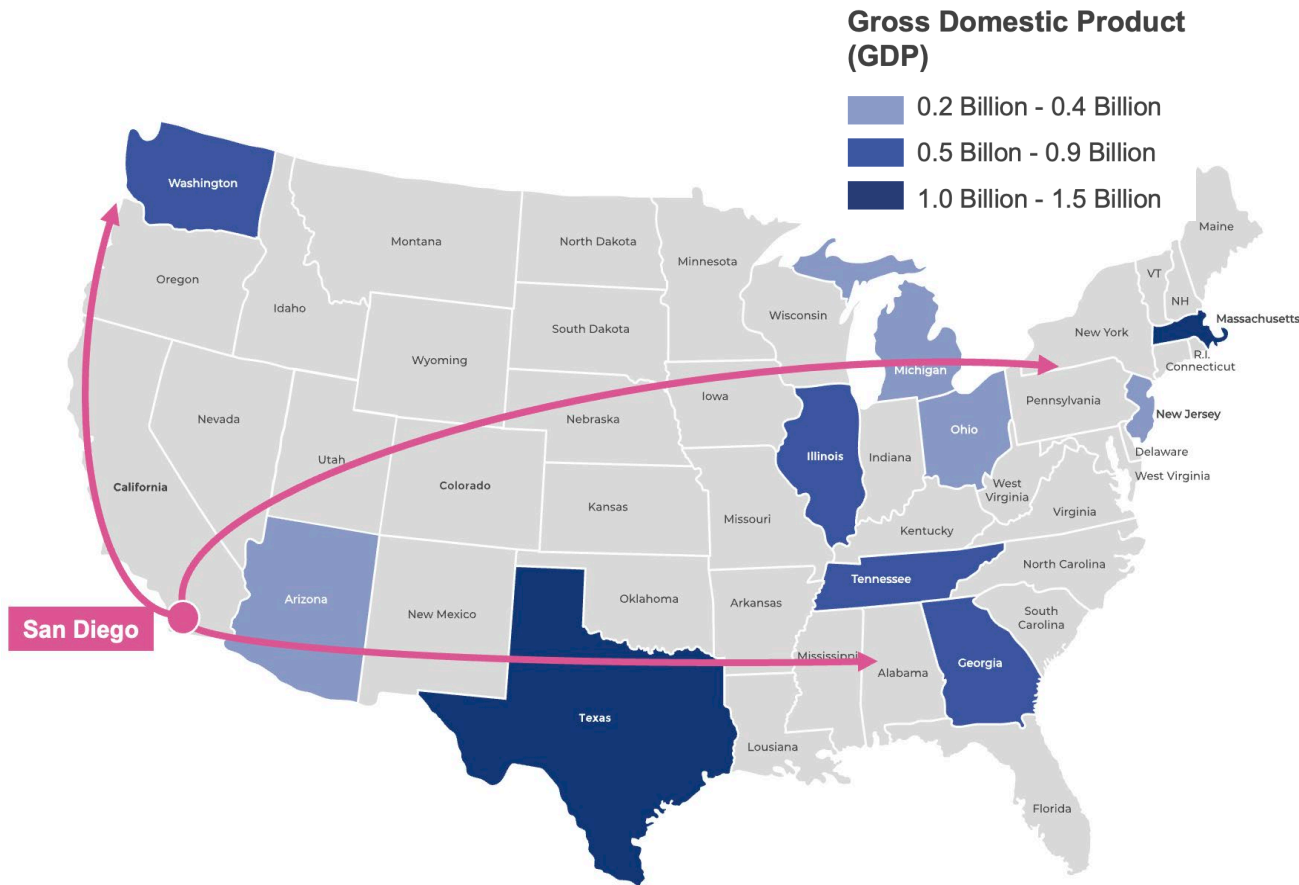 Gross Domestic Product
(GDP)
0.2 Billion - 0.4 Billion
0.5 Billon - 0.9 Billion
1.0 Billion - 1.5 Billion
Washington
Montana
North Dakota
Minnesota
Maine
VT
NH
Oregon
Idaho
Wyoming
South Dakota
Wisconsin
Michigan
New York
Massachusetts
R.I.
Connecticut
Nevada
Utah
Colorado
Nebraska
Iowa
Illinois
Indiana
Ohio
Pennsylvania
New Jersey
Delaware
West Virginia
California
Kansas
Missouri
Kentucky
West
Virginia
Virginia
San Diego
Arizona
New Mexico
Oklahoma
Arkansas
Tennessee
North Carolina
South
Carolina
Texas
Lousiana
Mississippi
Alabama
Georgia
Florida